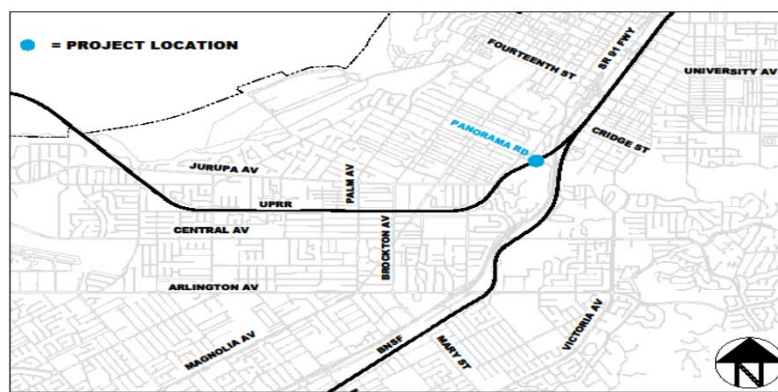 = PROJECT LOCATION
FOURTEENTH ST
SR 91 FWY
UNIVERSITY AV
PANORAMA RD
CRIDGE ST
JURUPA AV
PALM AV
UPRR
CENTRAL AV
BROCKTON AV
ARLINGTON AV
MAGNOLIA AV
BNSF
MARY ST
VICTORIA AV
N